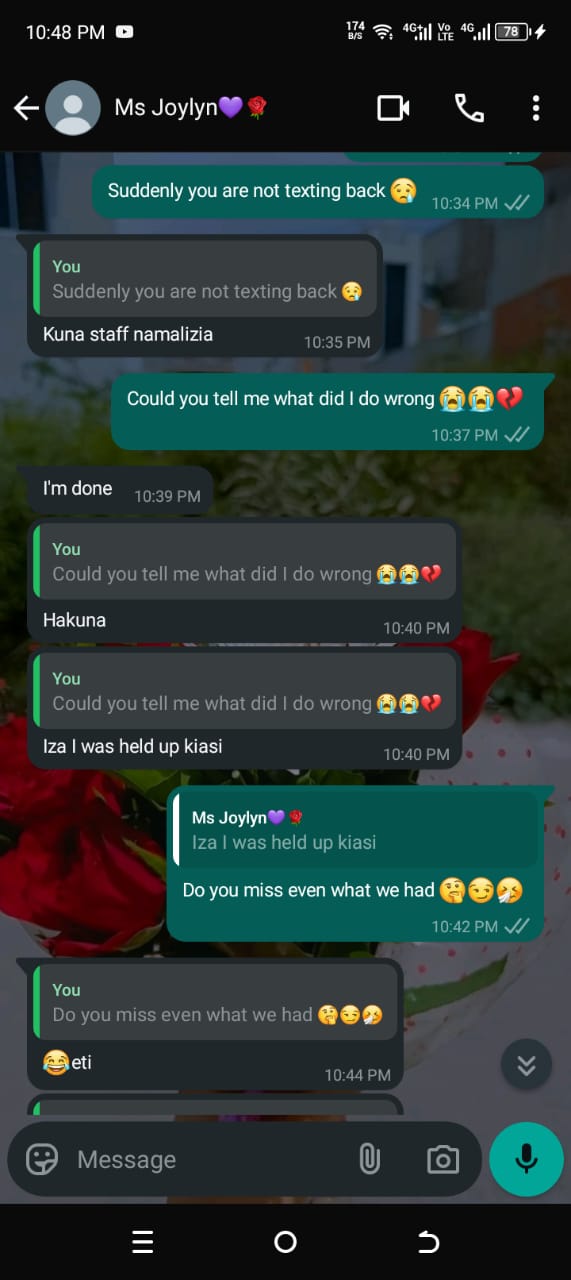 10:48 PM
174 B/S 4G+ Vo LTE 4G 78
Ms Joylyn💜🌹
Suddenly you are not texting back 😢
10:34 PM
You
Suddenly you are not texting back 😢
Kuna staff namalizia
10:35 PM
Could you tell me what did I do wrong 😭😭💔
10:37 PM
I'm done
10:39 PM
You
Could you tell me what did I do wrong 😭😭💔
Hakuna
10:40 PM
You
Could you tell me what did I do wrong 😭😭💔
Iza I was held up kiasi
10:40 PM
Ms Joylyn💜🌹
Iza I was held up kiasi
Do you miss even what we had 🤔😏🤧
10:42 PM
You
Do you miss even what we had 🤔😏🤧
😂eti
10:44 PM
Message